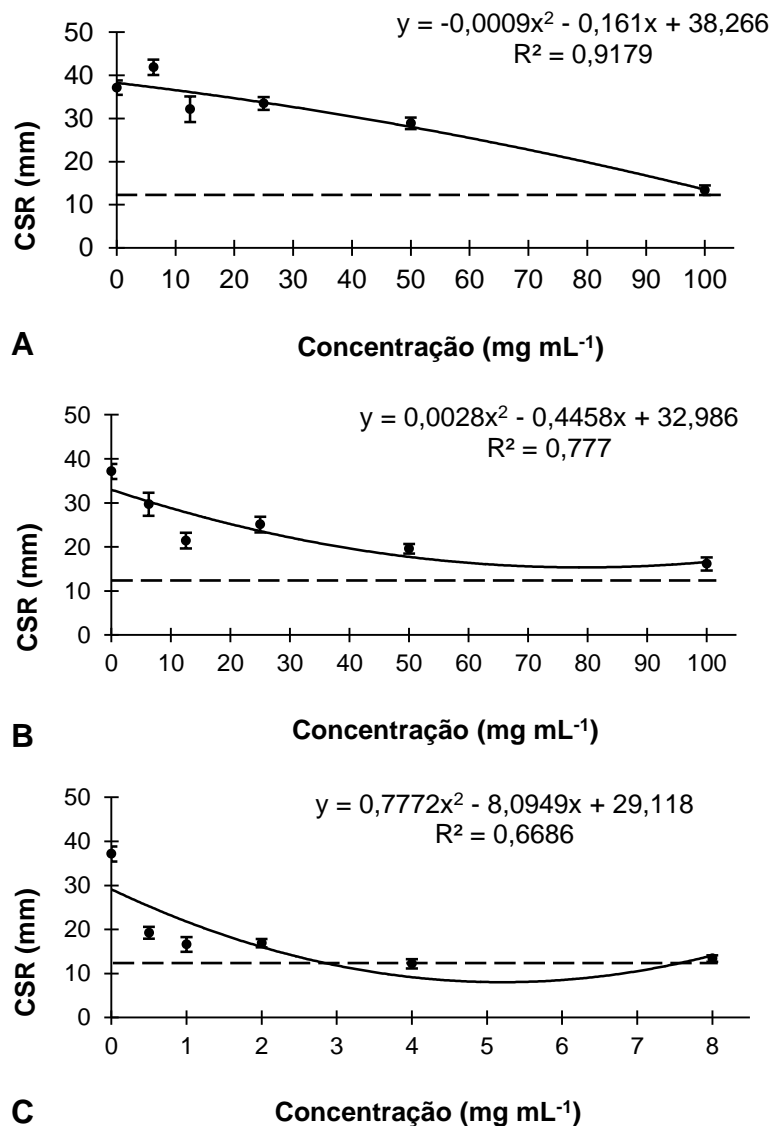 y = -0,0009x² - 0,161x + 38,266
R² = 0,9179
50
40
30
20
10
0
CSR (mm)
0 10 20 30 40 50 60 70 80 90 100
A Concentração (mg mL⁻¹)
y = 0,0028x² - 0,4458x + 32,986
R² = 0,777
50
40
30
20
10
0
CSR (mm)
0 10 20 30 40 50 60 70 80 90 100
B Concentração (mg mL⁻¹)
y = 0,7772x² - 8,0949x + 29,118
R² = 0,6686
50
40
30
20
10
0
CSR (mm)
0 1 2 3 4 5 6 7 8
C Concentração (mg mL⁻¹)